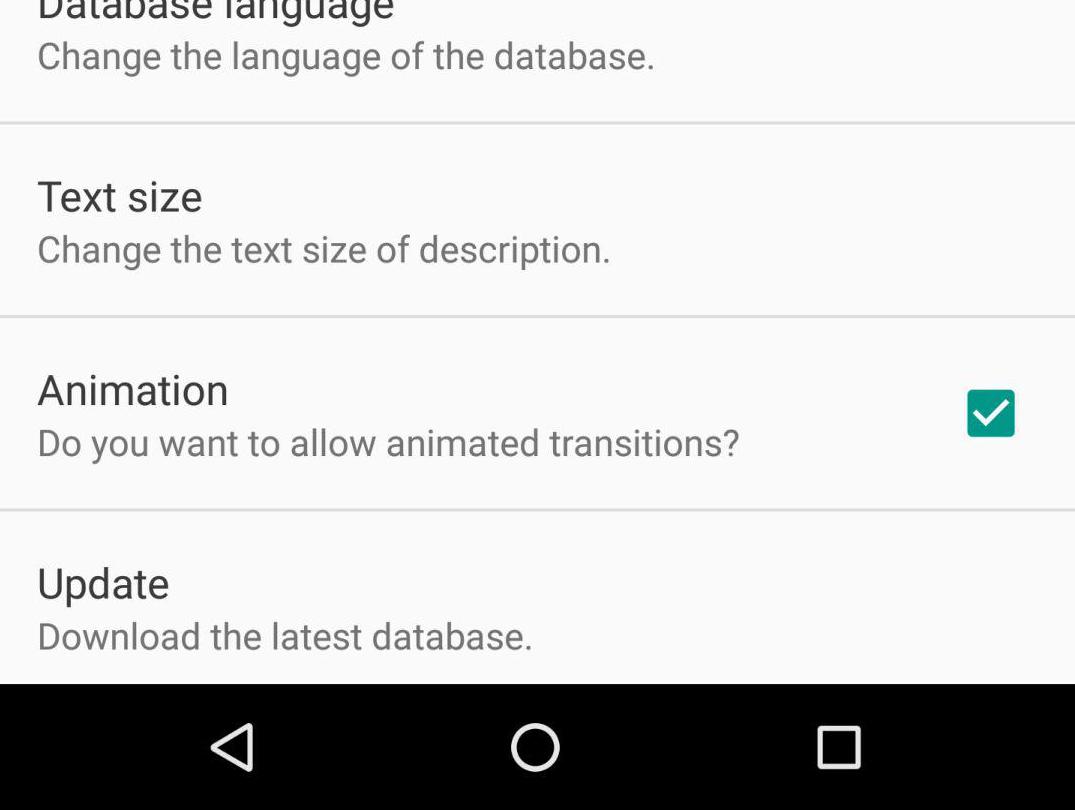 Database language
Change the language of the database.
Text size
Change the text size of description.
Animation
Do you want to allow animated transitions?
Update
Download the latest database.